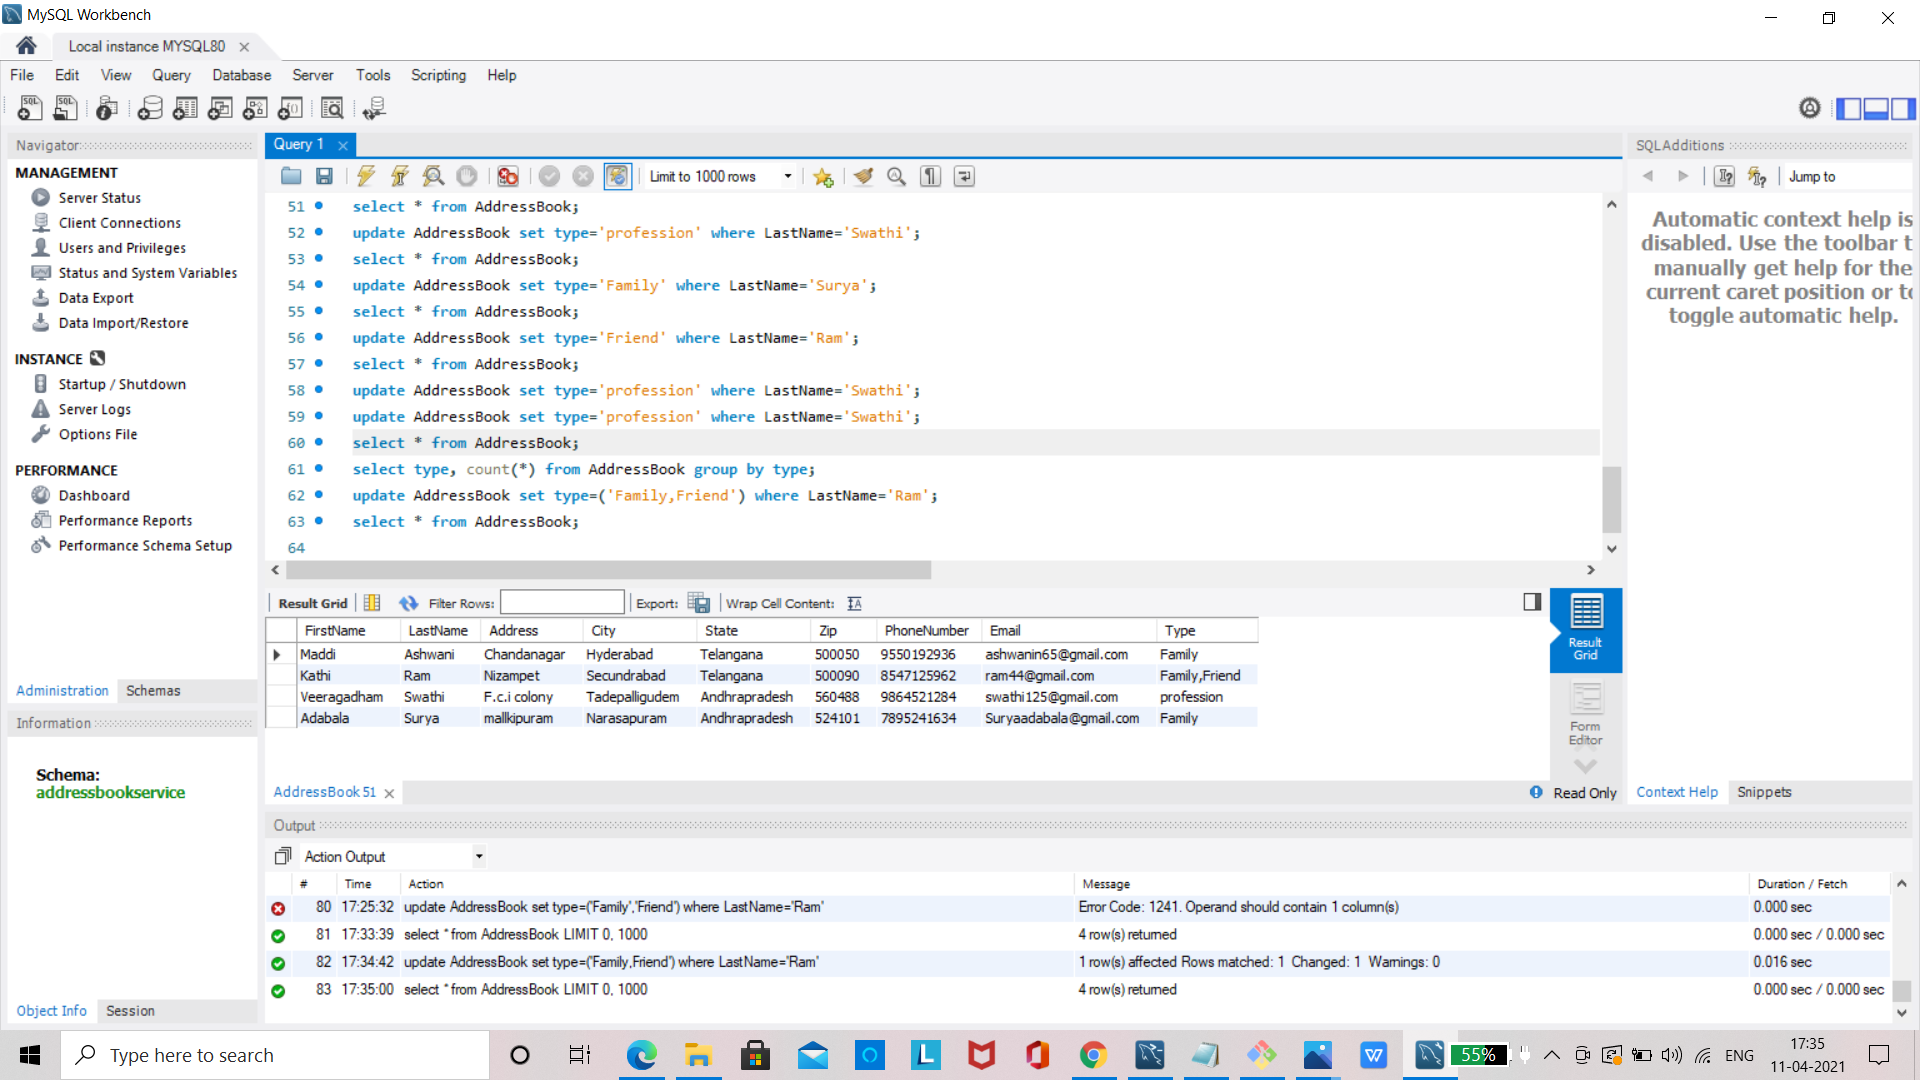 MySQL Workbench
Local instance MYSQL80
File Edit View Query Database Server Tools Scripting Help
Navigator
MANAGEMENT
Server Status
Client Connections
Users and Privileges
Status and System Variables
Data Export
Data Import/Restore
INSTANCE
Startup / Shutdown
Server Logs
Options File
PERFORMANCE
Dashboard
Performance Reports
Performance Schema Setup
Administration Schemas
Information
Schema:
addressbookservice
Object Info Session
Query 1
Limit to 1000 rows
51 select * from AddressBook;
52 update AddressBook set type='profession' where LastName='Swathi';
53 select * from AddressBook;
54 update AddressBook set type='Family' where LastName='Surya';
55 select * from AddressBook;
56 update AddressBook set type='Friend' where LastName='Ram';
57 select * from AddressBook;
58 update AddressBook set type='profession' where LastName='Swathi';
59 update AddressBook set type='profession' where LastName='Swathi';
60 select * from AddressBook;
61 select type, count(*) from AddressBook group by type;
62 update AddressBook set type=('Family,Friend') where LastName='Ram';
63 select * from AddressBook;
64
Result Grid Filter Rows: Export: Wrap Cell Content:
FirstName LastName Address City State Zip PhoneNumber Email Type
Maddi Ashwani Chandanagar Hyderabad Telangana 500050 9550192936 ashwanin65@gmail.com Family
Kathi Ram Nizampet Secundrabad Telangana 500090 8547125962 ram44@gmail.com Family,Friend
Veeragadham Swathi F.c.i colony Tadepalligudem Andhrapradesh 560488 9864521284 swathi125@gmail.com profession
Adabala Surya mallkipuram Narasapuram Andhrapradesh 524101 7895241634 Suryaadabala@gmail.com Family
Result
Grid
Form
Editor
AddressBook 51
Read Only
SQLAdditions
Jump to
Automatic context help is
disabled. Use the toolbar t
manually get help for the
current caret position or to
toggle automatic help.
Context Help Snippets
Output
Action Output
# Time Action Message Duration / Fetch
80 17:25:32 update AddressBook set type=('Family','Friend') where LastName='Ram' Error Code: 1241. Operand should contain 1 column(s) 0.000 sec
81 17:33:39 select * from AddressBook LIMIT 0, 1000 4 row(s) returned 0.000 sec / 0.000 sec
82 17:34:42 update AddressBook set type=('Family,Friend') where LastName='Ram' 1 row(s) affected Rows matched: 1 Changed: 1 Warnings: 0 0.016 sec
83 17:35:00 select * from AddressBook LIMIT 0, 1000 4 row(s) returned 0.000 sec / 0.000 sec
Type here to search
55%
ENG
17:35
11-04-2021